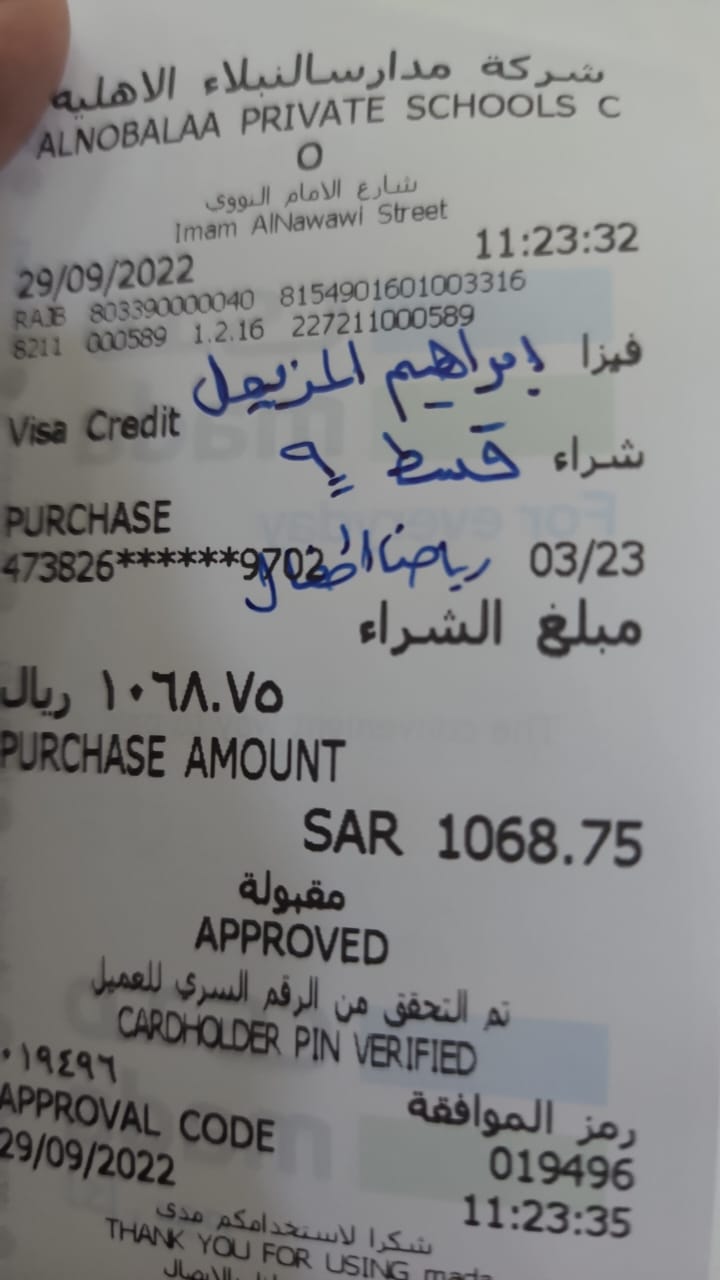 شركة مدارسالنبلاء الاهلية
ALNOBALAA PRIVATE SCHOOLS C
O
شارع الامام النووي
Imam AlNawawi Street
29/09/2022 11:23:32
RAJB 803390000040 8154901601003316
8211 000589 1.2.16 227211000589
فيزا
إبراهيم المزيعل
Visa Credit
شراء
قسط ٩
PURCHASE
473826******9702 03/23
رياض
مبلغ الشراء
١٠٦٨.٧٥ ريال
PURCHASE AMOUNT
SAR 1068.75
مقبولة
APPROVED
تم التحقق من الرقم السري للعميل
CARDHOLDER PIN VERIFIED
٠١٩٤٩٦ رمز الموافقة
APPROVAL CODE 019496
29/09/2022 11:23:35
شكرا لاستخدامكم مدى
THANK YOU FOR USING mada